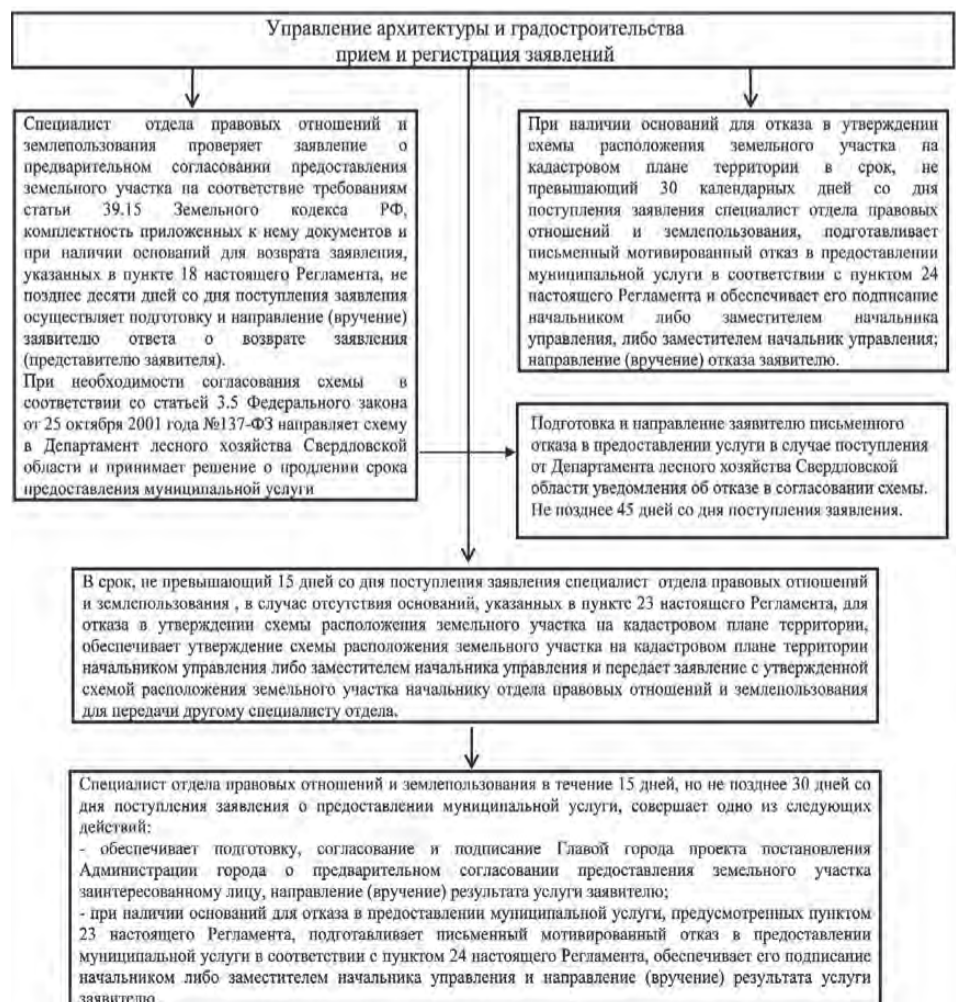 Управление архитектуры и градостроительства
прием и регистрация заявлений
Специалист отдела правовых отношений и
землепользования проверяет заявление о
предварительном согласовании предоставления
земельного участка на соответствие требованиям
статьи 39.15 Земельного кодекса РФ,
комплектность приложенных к нему документов и
при наличии оснований для возврата заявления,
указанных в пункте 18 настоящего Регламента, не
позднее десяти дней со дня поступления заявления
осуществляет подготовку и направление (вручение)
заявителю ответа о возврате заявления
(представителю заявителя).
При необходимости согласования схемы в
соответствии со статьей 3.5 Федерального закона
от 25 октября 2001 года №137-ФЗ направляет схему
в Департамент лесного хозяйства Свердловской
области и принимает решение о продлении срока
предоставления муниципальной услуги
При наличии оснований для отказа в утверждении
схемы расположения земельного участка на
кадастровом плане территории в срок, не
превышающий 30 календарных дней со дня
поступления заявления специалист отдела правовых
отношений и землепользования, подготавливает
письменный мотивированный отказ в предоставлении
муниципальной услуги в соответствии с пунктом 24
настоящего Регламента и обеспечивает его подписание
начальником либо заместителем начальника
управления, либо заместителем начальник управления;
направление (вручение) отказа заявителю.
Подготовка и направление заявителю письменного
отказа в предоставлении услуги в случае поступления
от Департамента лесного хозяйства Свердловской
области уведомления об отказе в согласовании схемы.
Не позднее 45 дней со дня поступления заявления.
В срок, не превышающий 15 дней со дня поступления заявления специалист отдела правовых отношений
и землепользования , в случае отсутствия оснований, указанных в пункте 23 настоящего Регламента, для
отказа в утверждении схемы расположения земельного участка на кадастровом плане территории,
обеспечивает утверждение схемы расположения земельного участка на кадастровом плане территории
начальником управления либо заместителем начальника управления и передает заявление с утвержденной
схемой расположения земельного участка начальнику отдела правовых отношений и землепользования
для передачи другому специалисту отдела.
Специалист отдела правовых отношений и землепользования в течение 15 дней, но не позднее 30 дней со
дня поступления заявления о предоставлении муниципальной услуги, совершает одно из следующих
действий:
- обеспечивает подготовку, согласование и подписание Главой города проекта постановления
Администрации города о предварительном согласовании предоставления земельного участка
заинтересованному лицу, направление (вручение) результата услуги заявителю;
- при наличии оснований для отказа в предоставлении муниципальной услуги, предусмотренных пунктом
23 настоящего Регламента, подготавливает письменный мотивированный отказ в предоставлении
муниципальной услуги в соответствии с пунктом 24 настоящего Регламента, обеспечивает его подписание
начальником либо заместителем начальника управления и направление (вручение) результата услуги
заявителю.